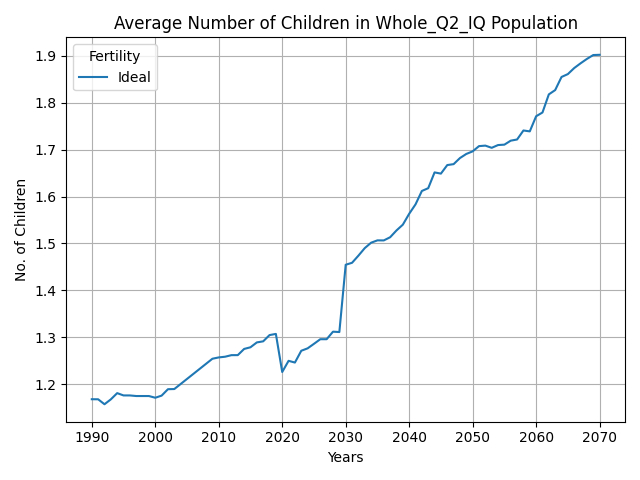 Average Number of Children in Whole_Q2_IQ Population
Fertility
Ideal
No. of Children
1.9
1.8
1.7
1.6
1.5
1.4
1.3
1.2
1990 2000 2010 2020 2030 2040 2050 2060 2070
Years